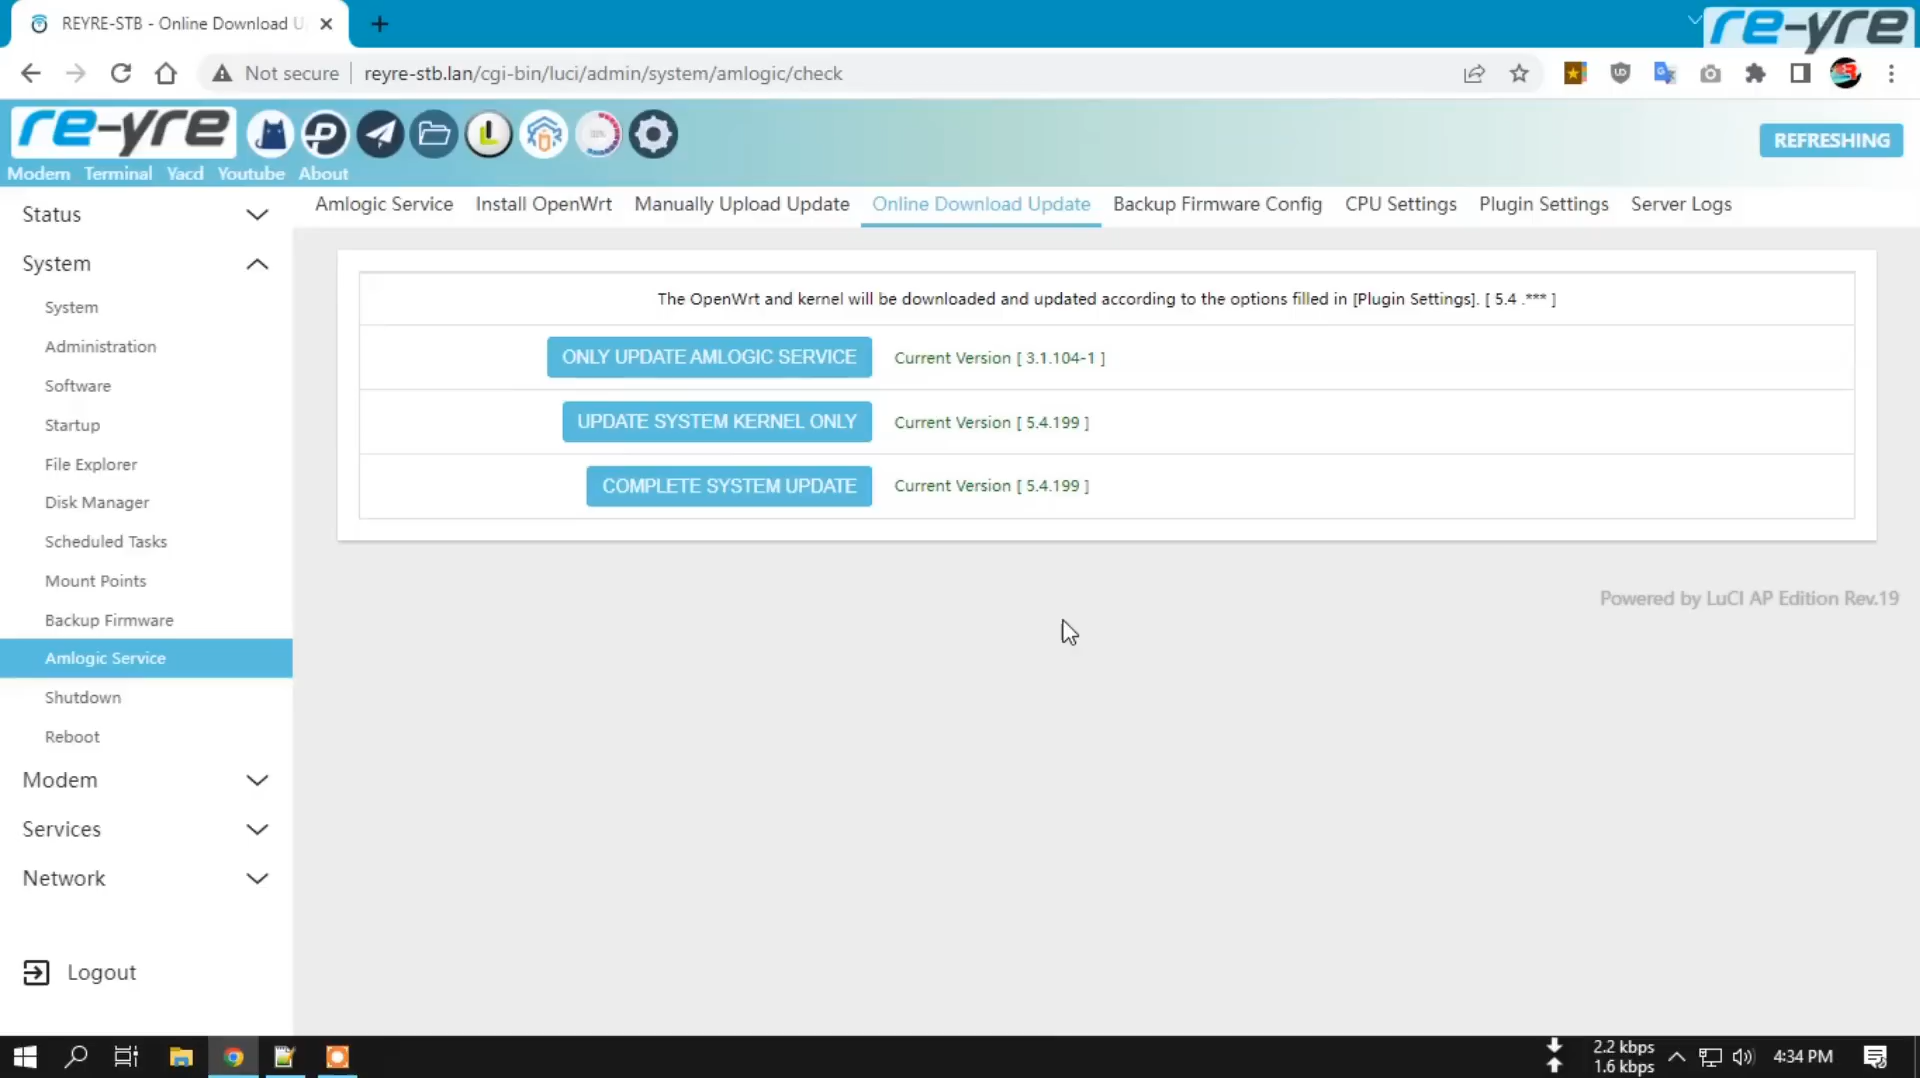 REYRE-STB - Online Download U
re-yre
Not secure
reyre-stb.lan/cgi-bin/luci/admin/system/amlogic/check
re-yre
REFRESHING
Modem Terminal Yacd Youtube About
Status
System
System
Administration
Software
Startup
File Explorer
Disk Manager
Scheduled Tasks
Mount Points
Backup Firmware
Amlogic Service
Shutdown
Reboot
Modem
Services
Network
Logout
Amlogic Service Install OpenWrt Manually Upload Update Online Download Update Backup Firmware Config CPU Settings Plugin Settings Server Logs
The OpenWrt and kernel will be downloaded and updated according to the options filled in [Plugin Settings]. [ 5.4 .*** ]
ONLY UPDATE AMLOGIC SERVICE Current Version [ 3.1.104-1 ]
UPDATE SYSTEM KERNEL ONLY Current Version [ 5.4.199 ]
COMPLETE SYSTEM UPDATE Current Version [ 5.4.199 ]
Powered by LuCI AP Edition Rev.19
2.2 kbps
1.6 kbps
4:34 PM